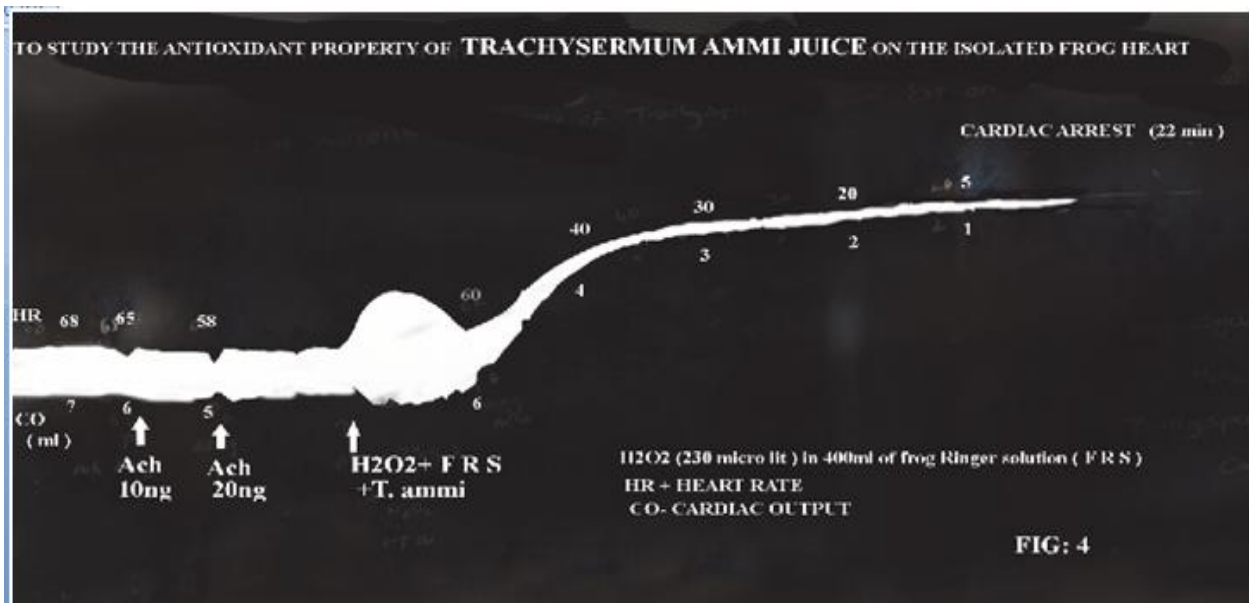 TO STUDY THE ANTIOXIDANT PROPERTY OF TRACHYSERMUM AMMI JUICE ON THE ISOLATED FROG HEART
CARDIAC ARREST (22 min )
5
20
30
40
60
HR 68 65 58
1
2
3
4
CO 7 6 5 6
( ml )
Ach
10ng
Ach
20ng
H2O2+ F R S
+T. ammi
H2O2 (230 micro lit ) in 400ml of frog Ringer solution ( F R S )
HR + HEART RATE
CO- CARDIAC OUTPUT
FIG: 4